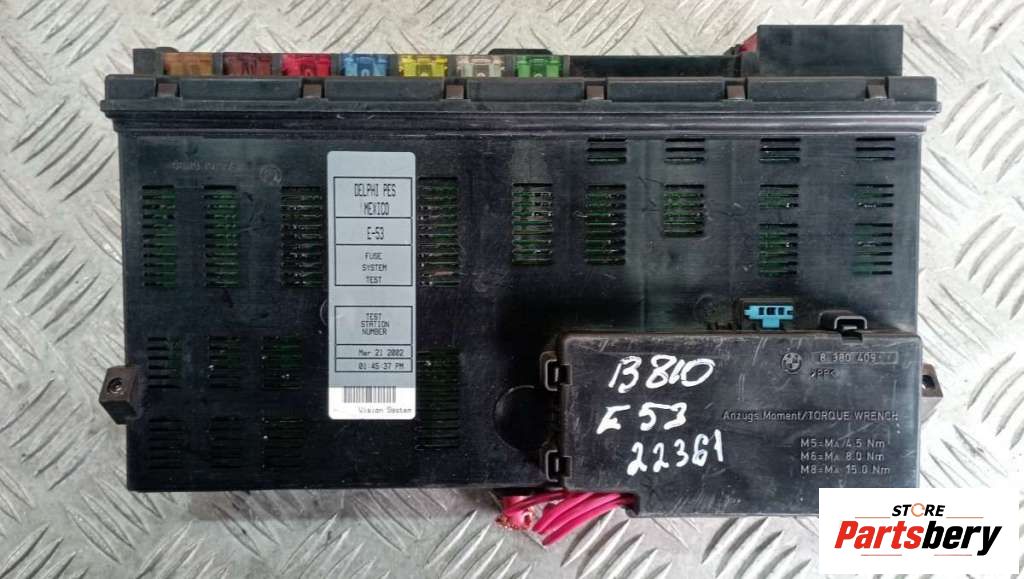 DELPHI PES
MEXICO
E-53
FUSE
SYSTEM
TEST
TEST
STATION
NUMBER
Mar 21 2002
01:45:37 PM
Vision System
8 380 409
B810
E53
22361
Anzugs.Moment/TORQUE WRENCH
M5=MA 4.5 Nm
M6=MA 8.0 Nm
M8=MA 15.0 Nm
STORE
Partsbery